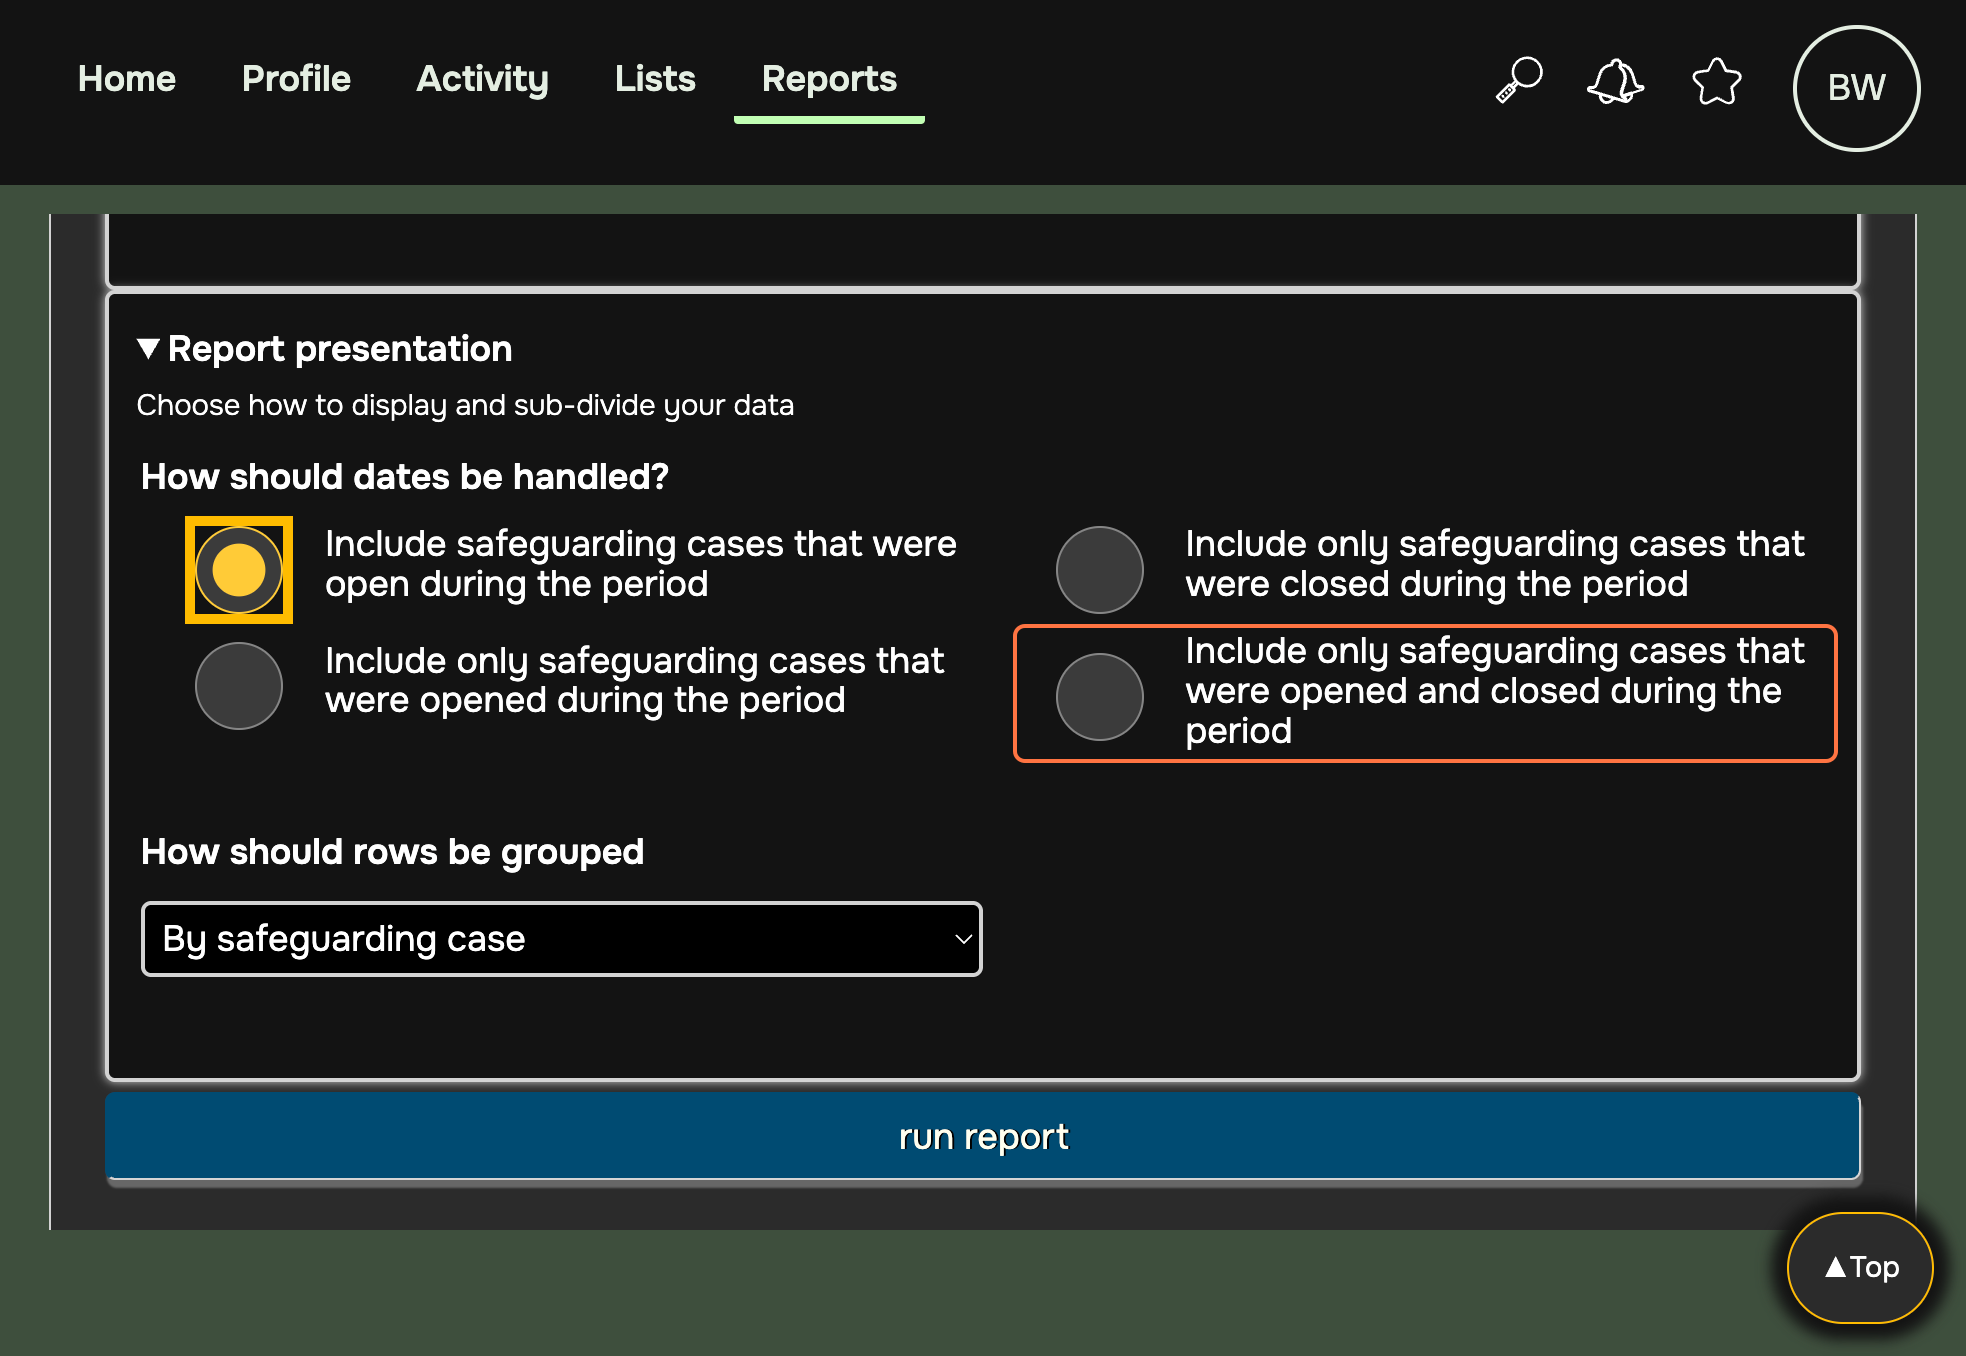 Home Profile Activity Lists Reports BW
▼ Report presentation
Choose how to display and sub-divide your data
How should dates be handled?
Include safeguarding cases that were
open during the period
Include only safeguarding cases that
were closed during the period
Include only safeguarding cases that
were opened during the period
Include only safeguarding cases that
were opened and closed during the
period
How should rows be grouped
By safeguarding case
run report
▲Top